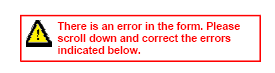 There is an error in the form. Please
scroll down and correct the errors
indicated below.